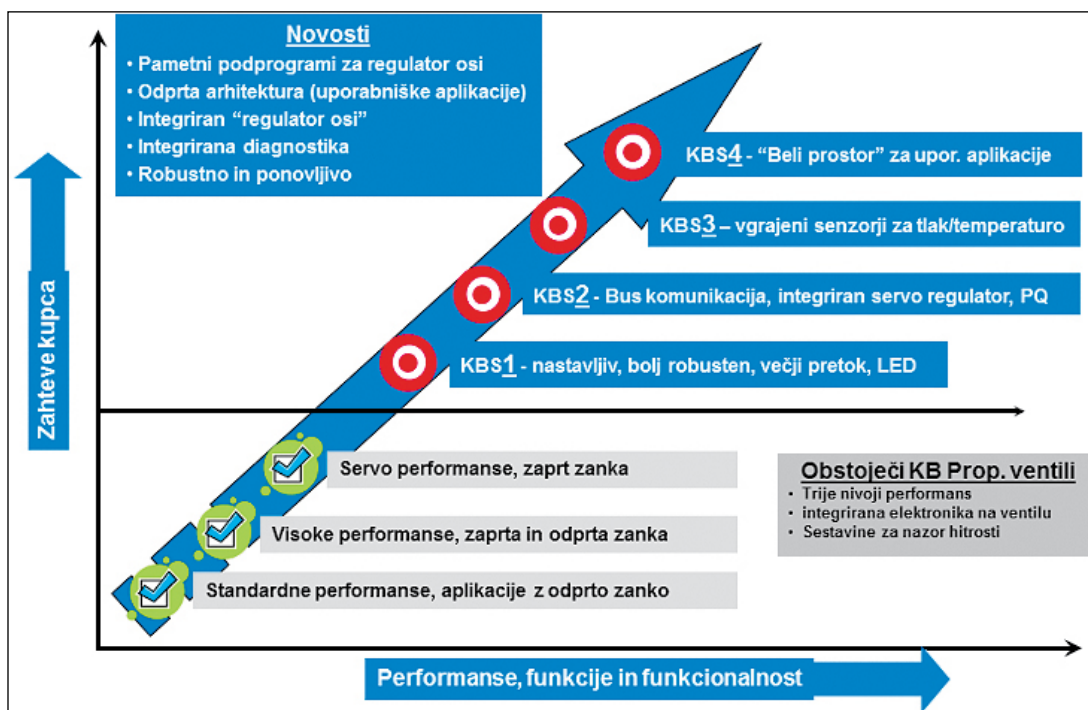 Novosti
• Pametni podprogrami za regulator osi
• Odprta arhitektura (uporabniške aplikacije)
• Integriran “regulator osi”
• Integrirana diagnostika
• Robustno in ponovljivo
KBS4 - “Beli prostor” za upor. aplikacije
KBS3 – vgrajeni senzorji za tlak/temperaturo
KBS2 - Bus komunikacija, integriran servo regulator, PQ
KBS1 - nastavljiv, bolj robusten, večji pretok, LED
Zahteve kupca
Servo performanse, zaprt zanka
Visoke performanse, zaprta in odprta zanka
Standardne performanse, aplikacije z odprto zanko
Obstoječi KB Prop. ventili
• Trije nivoji performans
• integrirana elektronika na ventilu
• Sestavine za nazor hitrosti
Performanse, funkcije in funkcionalnost